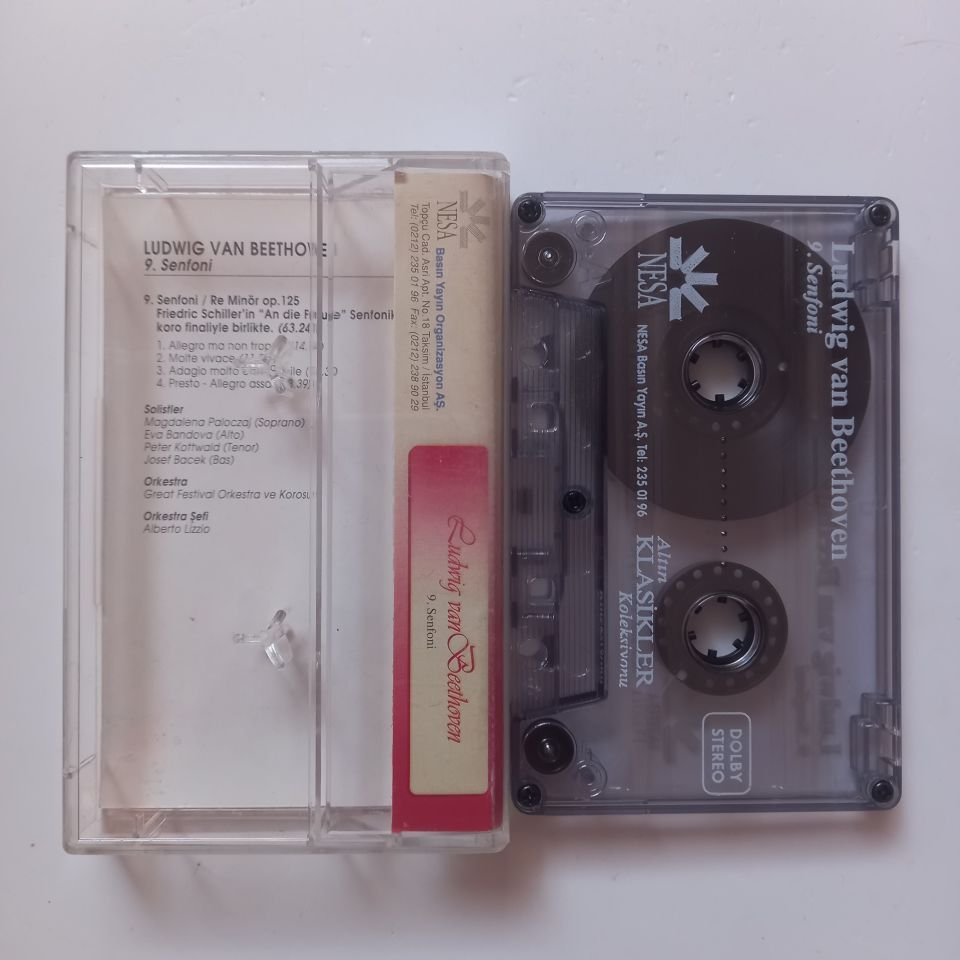 LUDWIG VAN BEETHOVE
9. Senfoni
9. Senfoni / Re Minör op.125
Friedric Schiller'in "An die Senfonik
koro finaliyle birlikte. (63.24
1. Allegro ma non trop
2. Molte vivace
3. Adagio molto
4. Presto - Allegro assa
Solistler
Magdalena Paloczaj (Soprano)
Eva Bandova (Alto)
Peter Kottwald (Tenor)
Josef Bacek (Bas)
Orkestra
Great Festival Orkestra ve Korosu
Orkestra Şefi
Alberto Lizzio
NESA
Basın Yayın Organizasyon AŞ.
Topçu Cad. Asri Apt. No.18 Taksim / İstanbul
Tel: (0212) 235 01 96 Fax: (0212) 238 90 29
Ludwig van Beethoven
9. Senfoni
Ludwig van Beethoven
9. Senfoni
NESA
NESA Basın Yayın A.Ş. Tel: 235 01 96
Altın
KLASİKLER
Koleksiyonu
DOLBY
STEREO